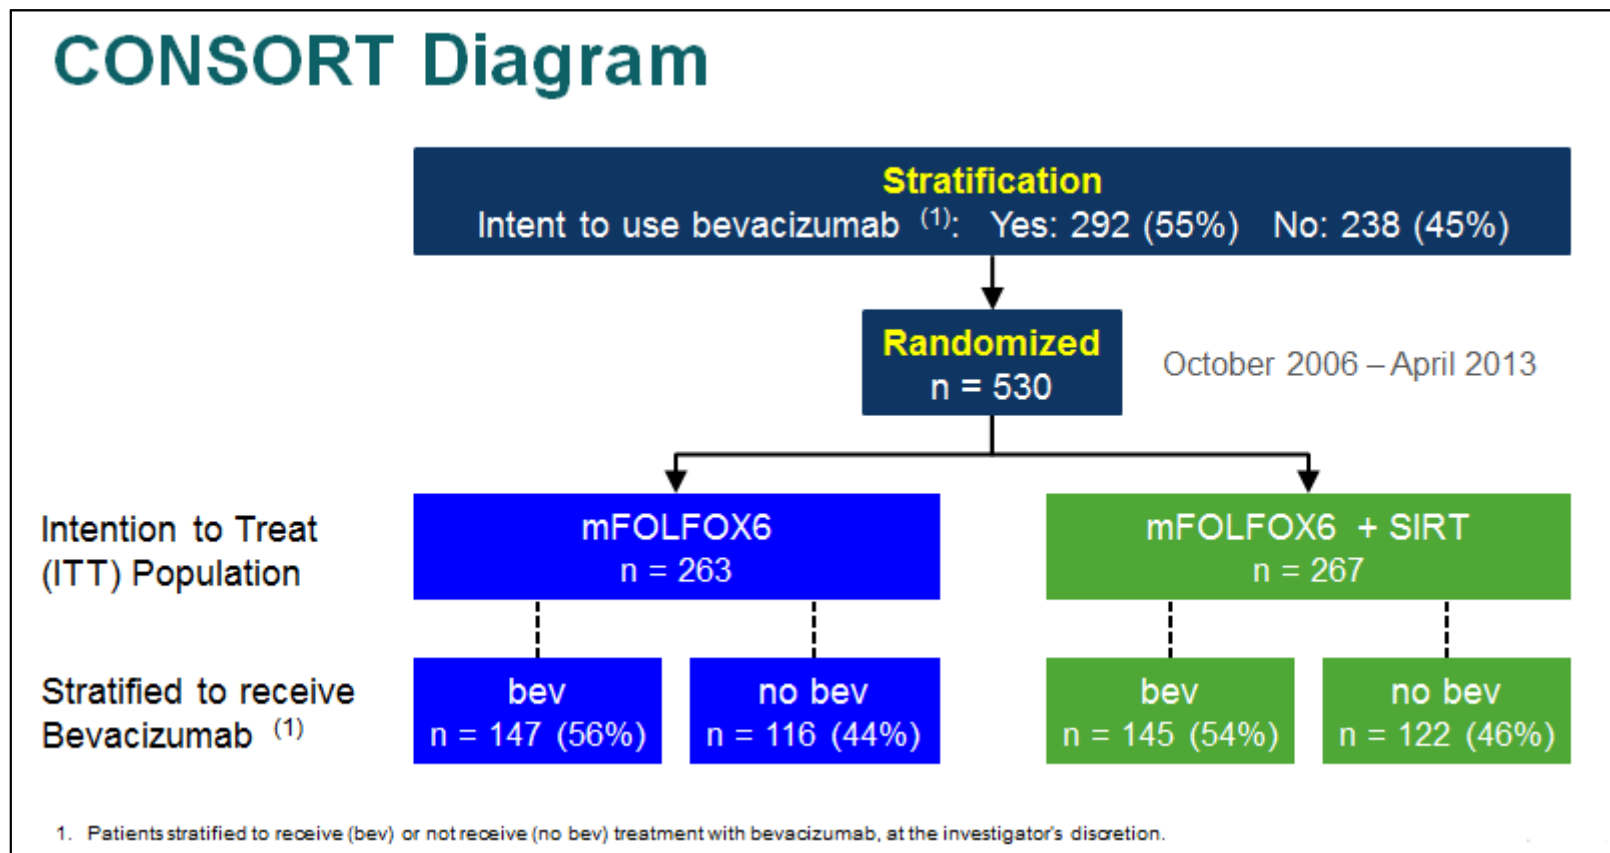 CONSORT Diagram
Stratification
Intent to use bevacizumab (1): Yes: 292 (55%) No: 238 (45%)
Randomized
n = 530
October 2006 – April 2013
Intention to Treat
(ITT) Population
mFOLFOX6
n = 263
mFOLFOX6 + SIRT
n = 267
Stratified to receive
Bevacizumab (1)
bev
n = 147 (56%)
no bev
n = 116 (44%)
bev
n = 145 (54%)
no bev
n = 122 (46%)
1. Patients stratified to receive (bev) or not receive (no bev) treatment with bevacizumab, at the investigator's discretion.